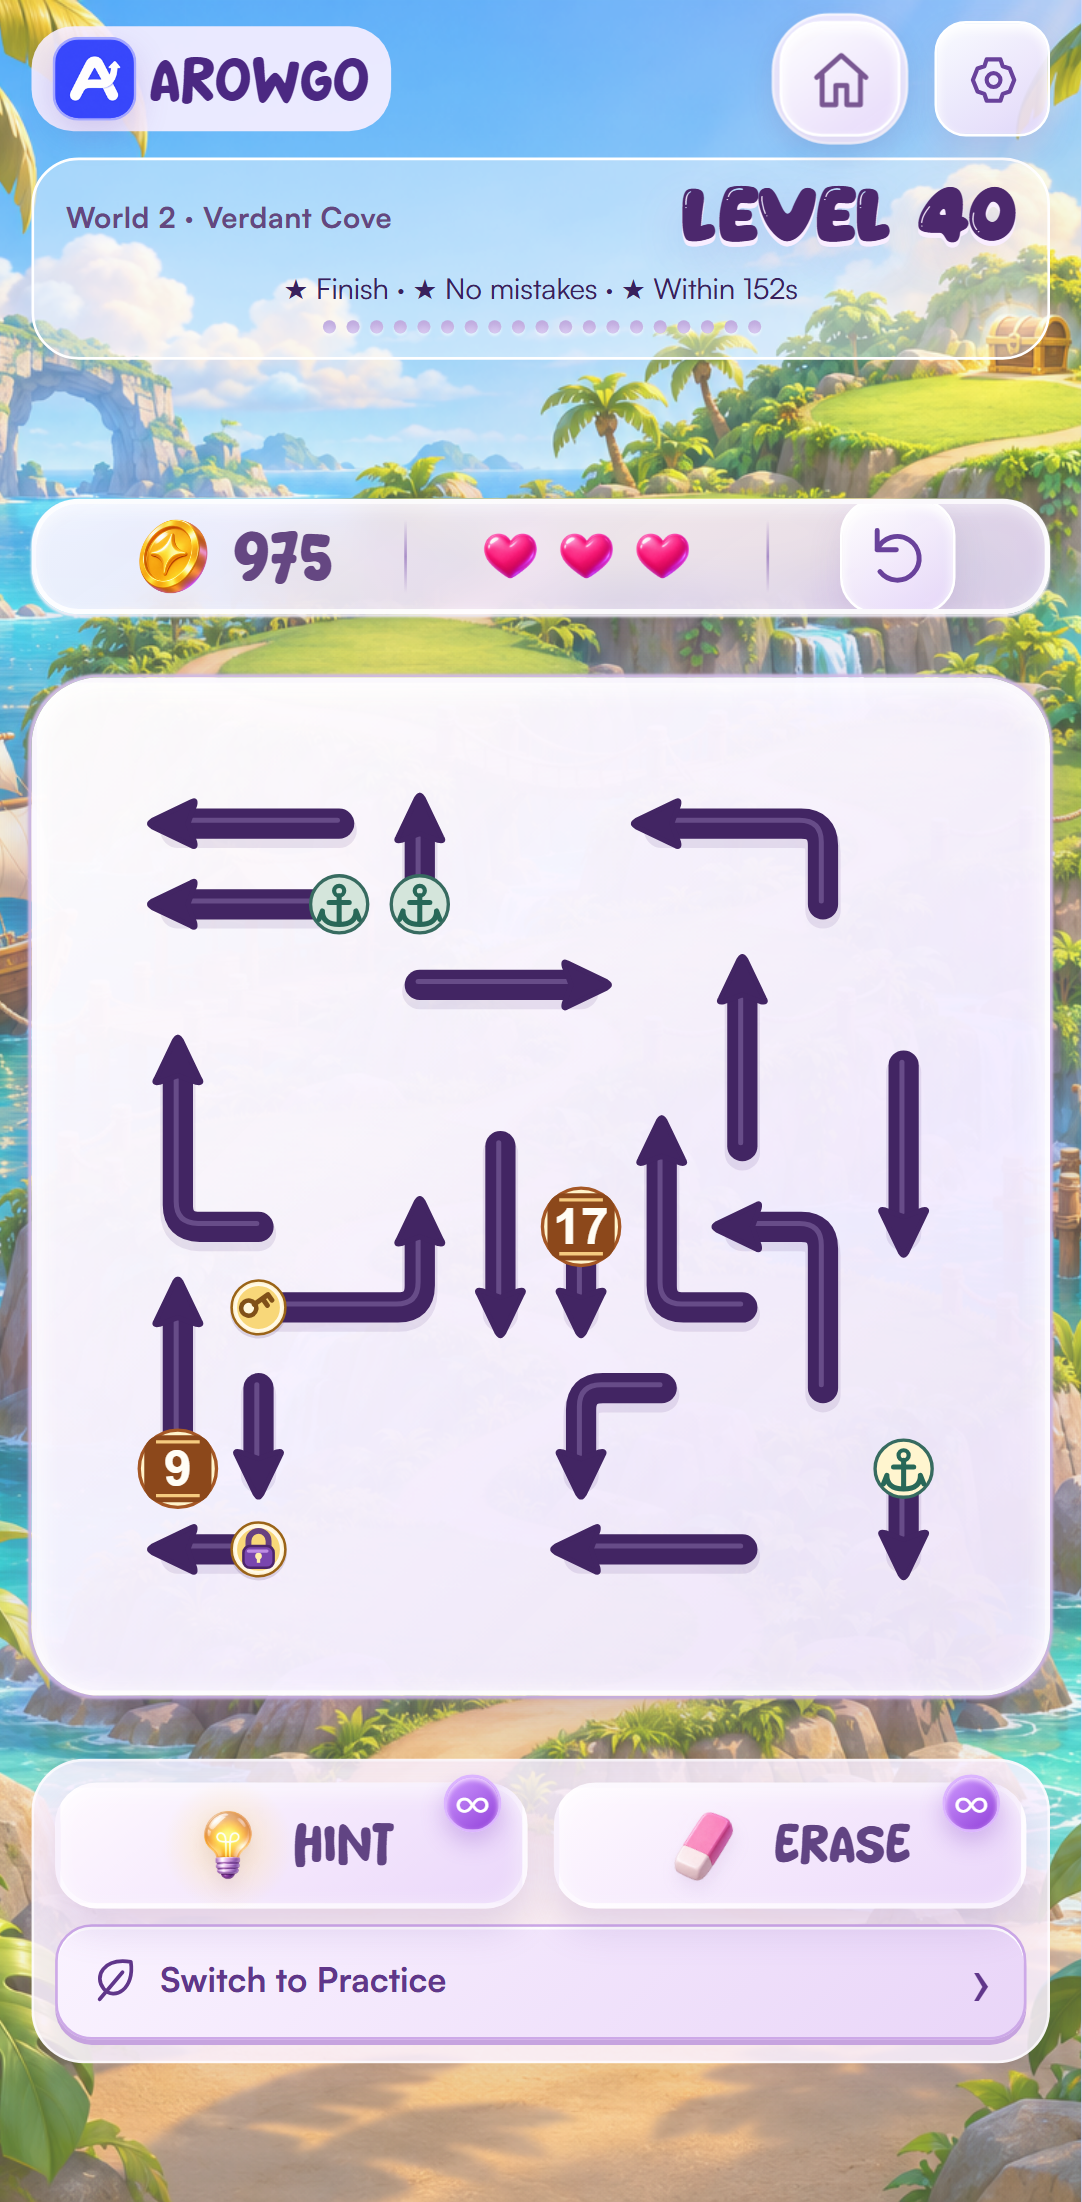 AROWGO
World 2 • Verdant Cove
LEVEL 40
★ Finish • ★ No mistakes • ★ Within 152s
975
17
9
HINT
ERASE
Switch to Practice